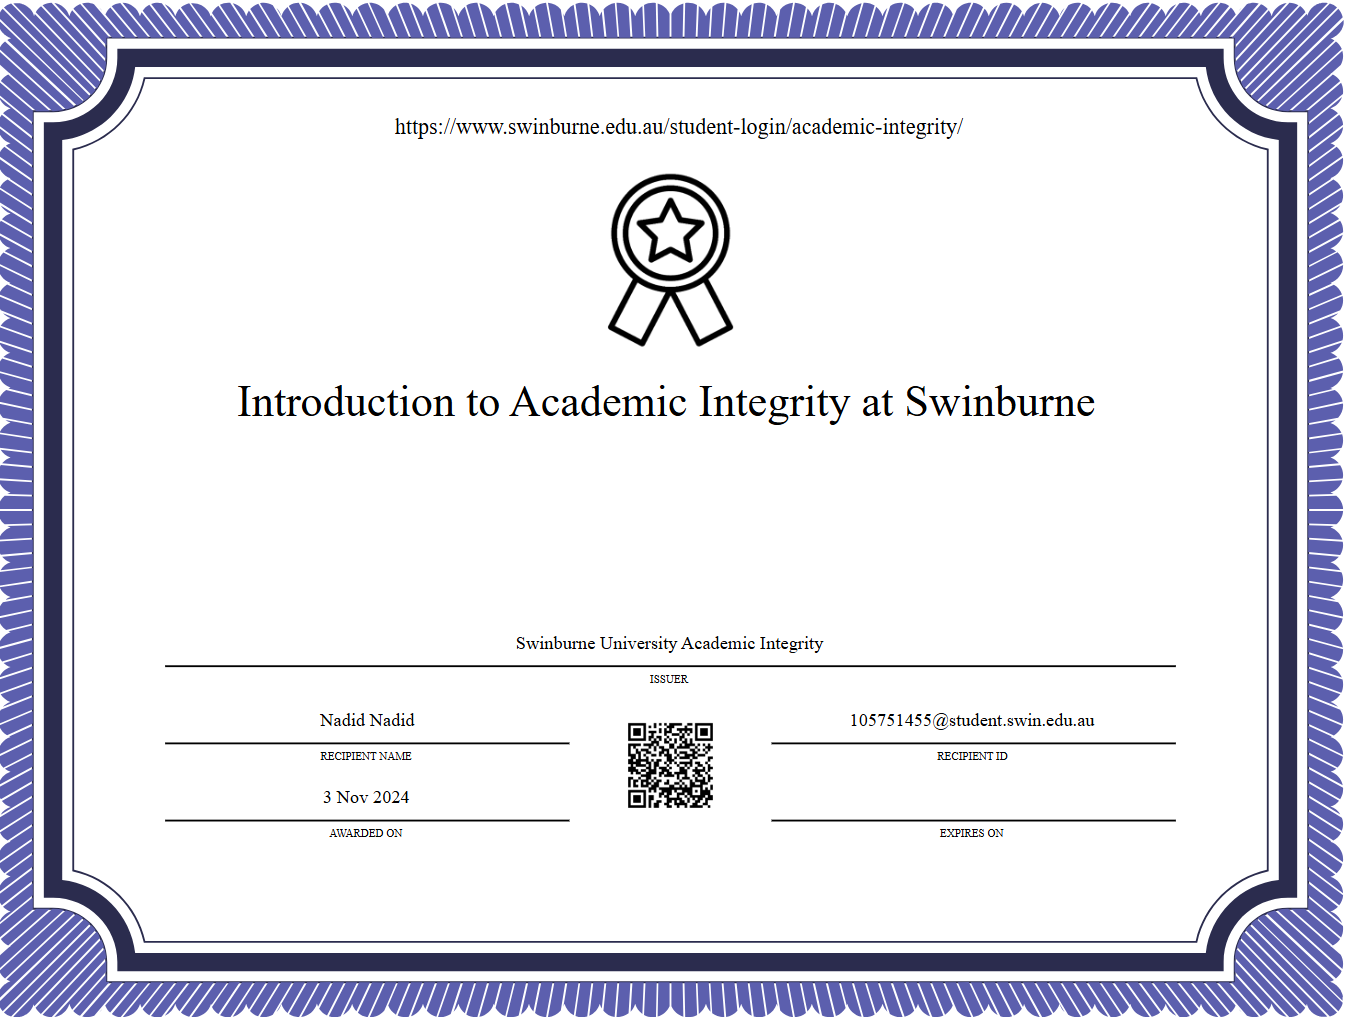 https://www.swinburne.edu.au/student-login/academic-integrity/
Introduction to Academic Integrity at Swinburne
Swinburne University Academic Integrity
ISSUER
Nadid Nadid
RECIPIENT NAME
105751455@student.swin.edu.au
RECIPIENT ID
3 Nov 2024
AWARDED ON
EXPIRES ON